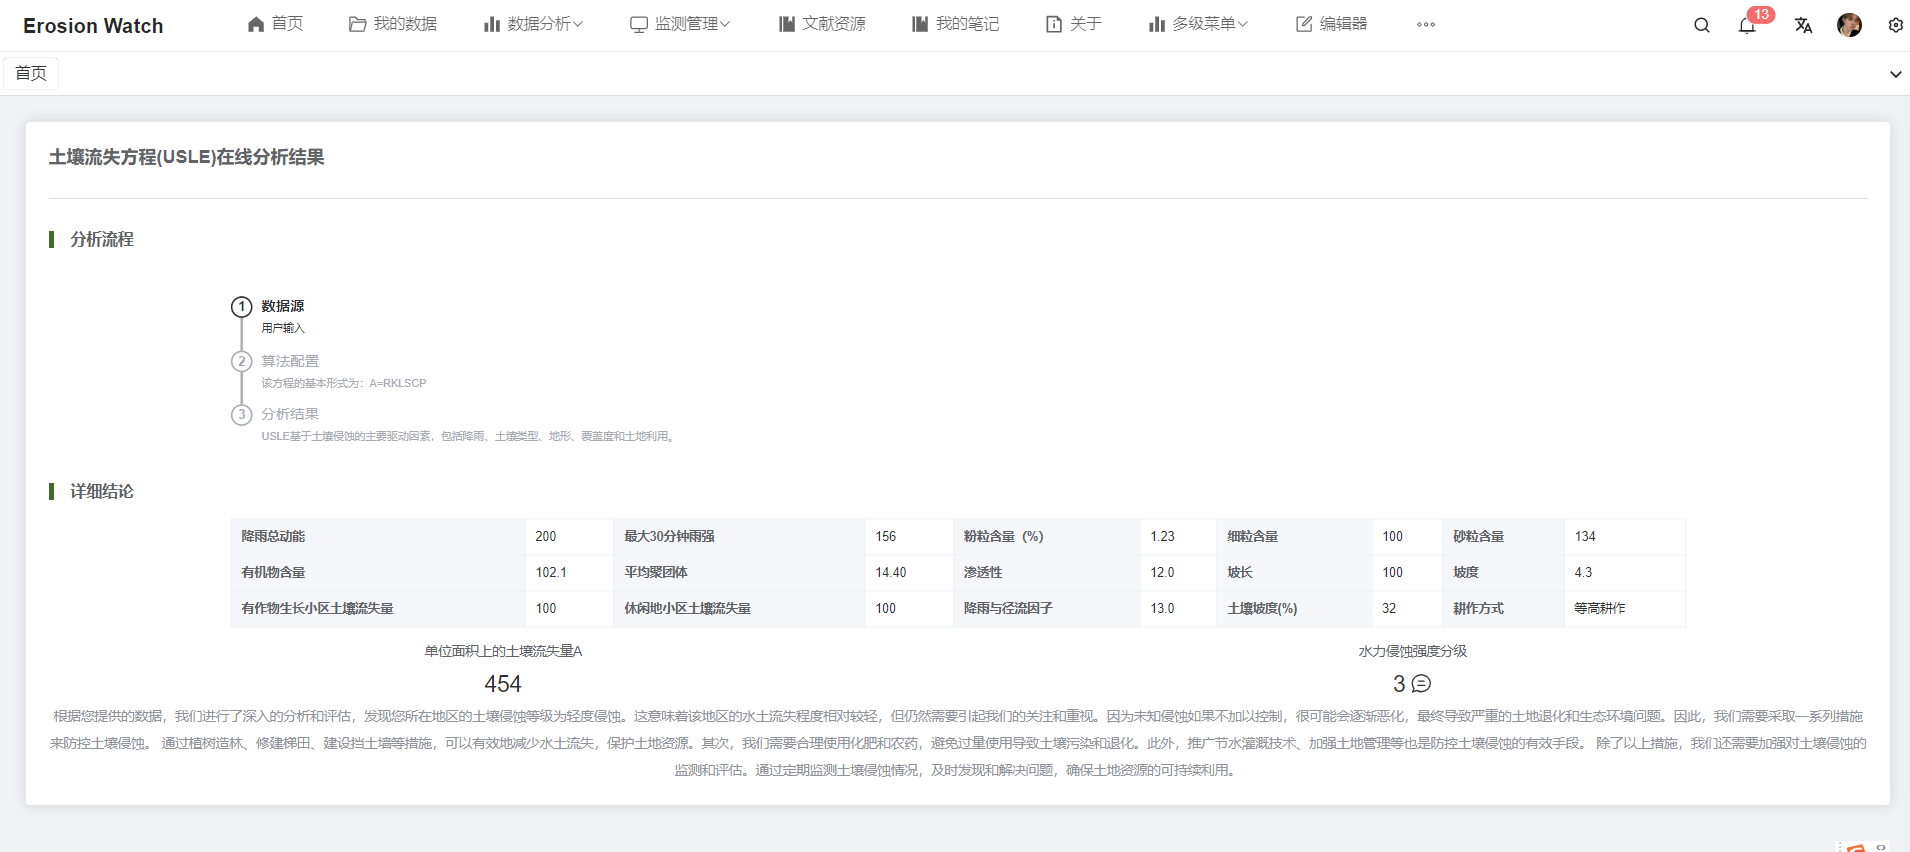 Erosion Watch 首页 我的数据 数据分析 监测管理 文献资源 我的笔记 关于 多级菜单 编辑器 13
首页
土壤流失方程(USLE)在线分析结果
分析流程
1 数据源
用户输入
2 算法配置
该方程的基本形式为：A=RKLSCP
3 分析结果
USLE基于土壤侵蚀的主要驱动因素，包括降雨、土壤类型、地形、覆盖度和土地利用。
详细结论
降雨总动能 200 最大30分钟雨强 156 粉粒含量（%） 1.23 细粒含量 100 砂粒含量 134
有机物含量 102.1 平均聚团体 14.40 渗透性 12.0 坡长 100 坡度 4.3
有作物生长小区土壤流失量 100 休闲地小区土壤流失量 100 降雨与径流因子 13.0 土壤坡度(%) 32 耕作方式 等高耕作
单位面积上的土壤流失量A 水力侵蚀强度分级
454 3
根据您提供的数据，我们进行了深入的分析和评估，发现您所在地区的土壤侵蚀等级为轻度侵蚀。这意味着该地区的水土流失程度相对较轻，但仍然需要引起我们的关注和重视。因为未知侵蚀如果不加以控制，很可能会逐渐恶化，最终导致严重的土地退化和生态环境问题。因此，我们需要采取一系列措施
来防控土壤侵蚀。 通过植树造林、修建梯田、建设挡土墙等措施，可以有效地减少水土流失，保护土地资源。其次，我们需要合理使用化肥和农药，避免过量使用导致土壤污染和退化。此外，推广节水灌溉技术、加强土地管理等也是防控土壤侵蚀的有效手段。 除了以上措施，我们还需要加强对土壤侵蚀的
监测和评估。通过定期监测土壤侵蚀情况，及时发现和解决问题，确保土地资源的可持续利用。